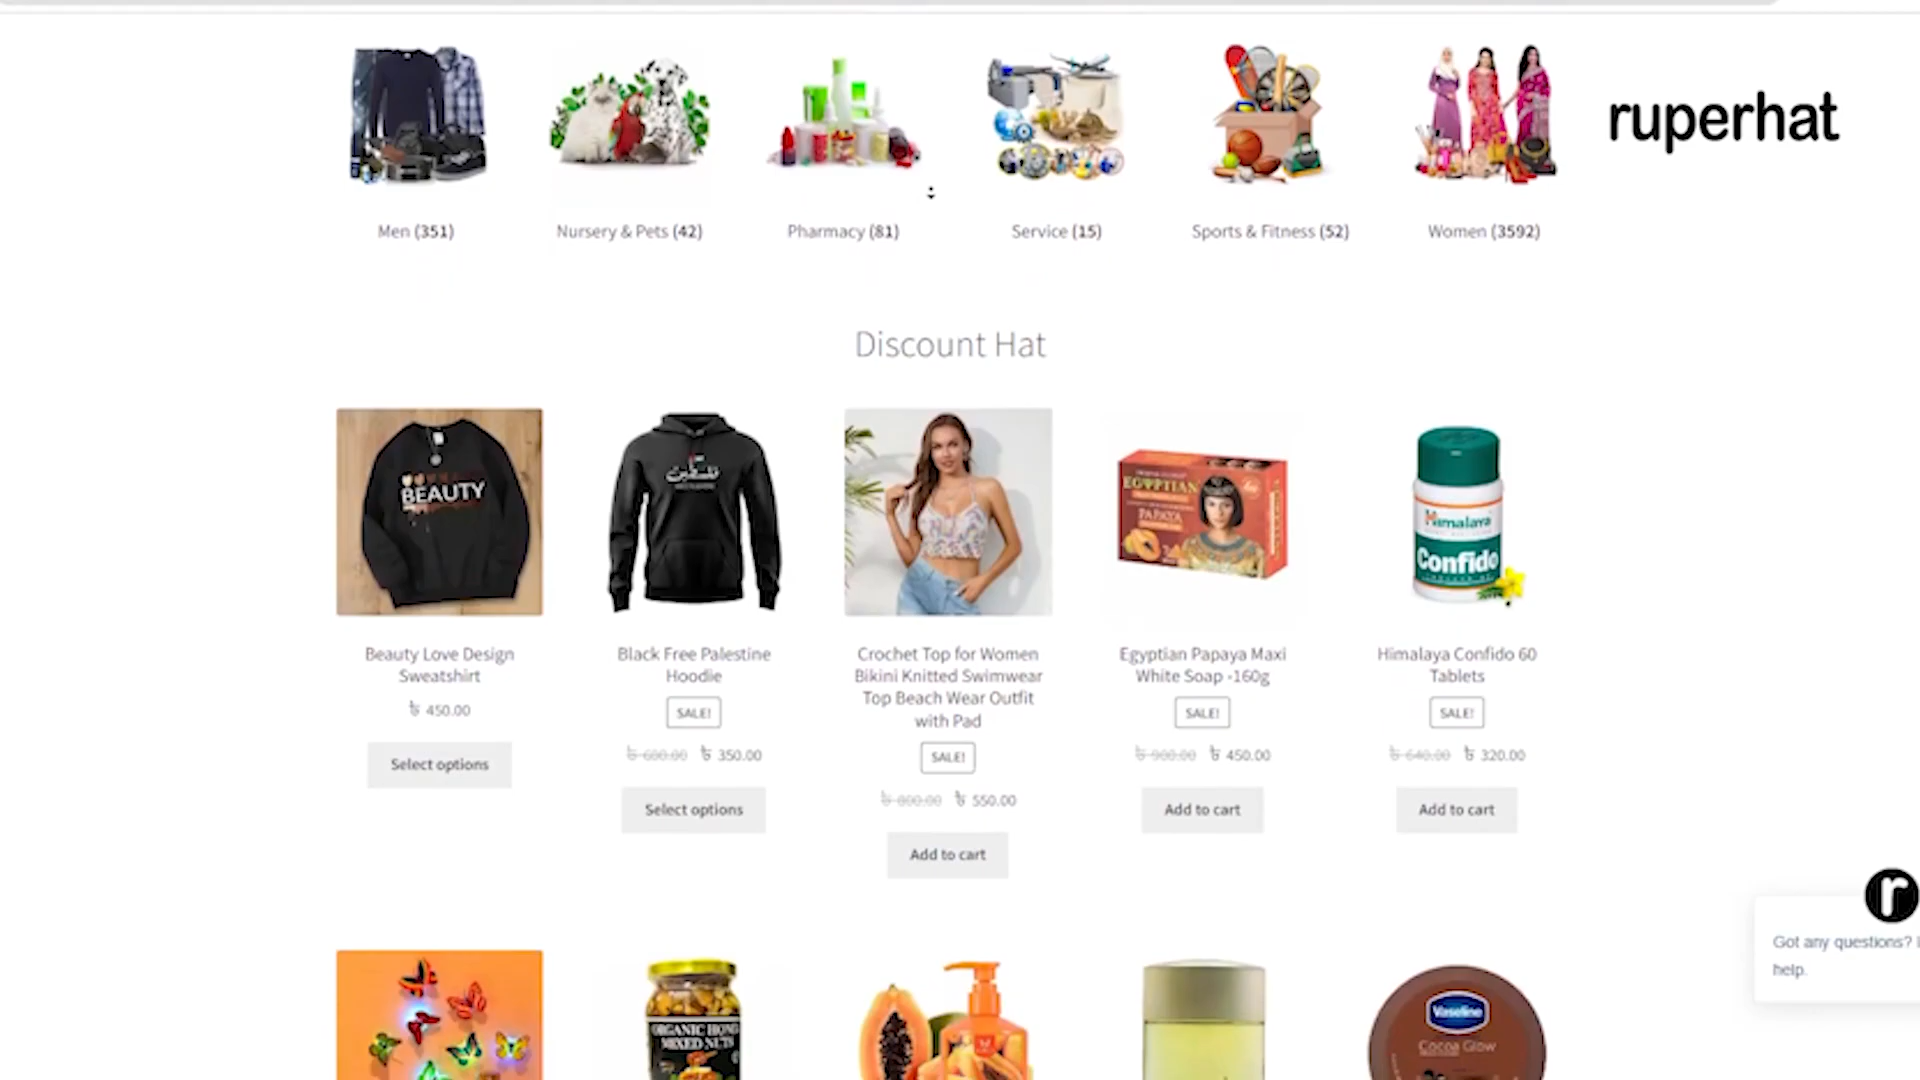 ruperhat
Men (351)
Nursery & Pets (42)
Pharmacy (81)
Service (15)
Sports & Fitness (52)
Women (3592)
Discount Hat
BEAUTY
فلسطين
EGYPTIAN
PAPAYA
Himalaya
Confido
Beauty Love Design
Sweatshirt
৳ 450.00
Select options
Black Free Palestine
Hoodie
SALE!
৳ 600.00 ৳ 350.00
Select options
Crochet Top for Women
Bikini Knitted Swimwear
Top Beach Wear Outfit
with Pad
SALE!
৳ 800.00 ৳ 550.00
Add to cart
Egyptian Papaya Maxi
White Soap -160g
SALE!
৳ 900.00 ৳ 450.00
Add to cart
Himalaya Confido 60
Tablets
SALE!
৳ 640.00 ৳ 320.00
Add to cart
r
Got any questions?
help.
ORGANIC HONE
MIXED NUTS
Vaseline
Cocoa Glow